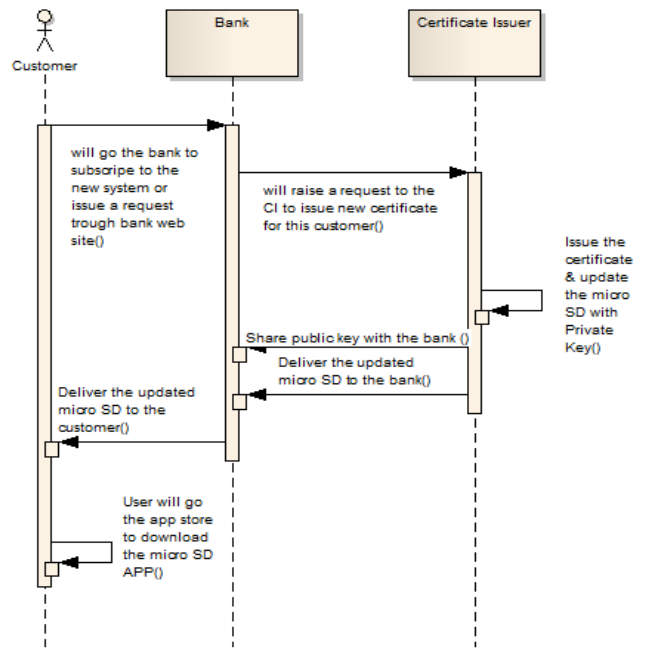 Customer
Bank
Certificate Issuer
will go the bank to
subscripe to the
new system or
issue a request
trough bank web
site()
will raise a request to the
CI to issue new certificate
for this customer()
Issue the
certificate
& update
the micro
SD with
Private
Key()
Share public key with the bank ()
Deliver the updated
micro SD to the bank()
Deliver the updated
micro SD to the
customer()
User will go
the app store
to download
the micro SD
APP()